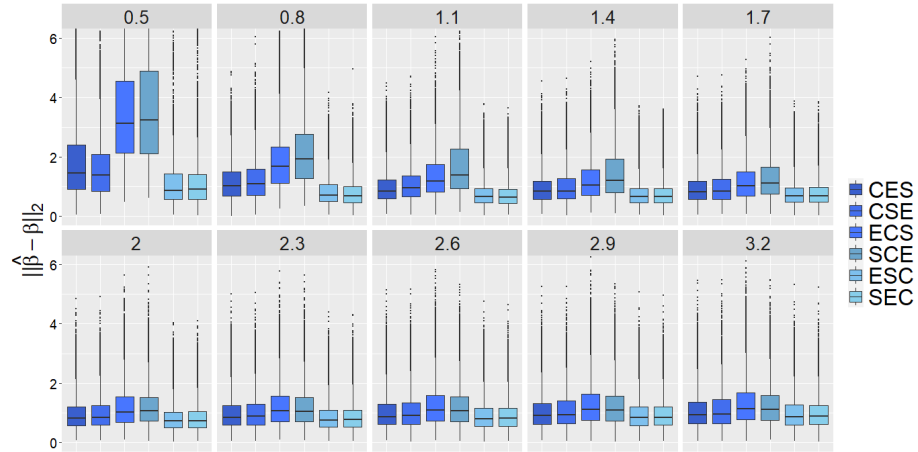 0.5 0.8 1.1 1.4 1.7
6
4
2
0
2 2.3 2.6 2.9 3.2
6
4
2
0
||β̂ − β||₂
CES
CSE
ECS
SCE
ESC
SEC